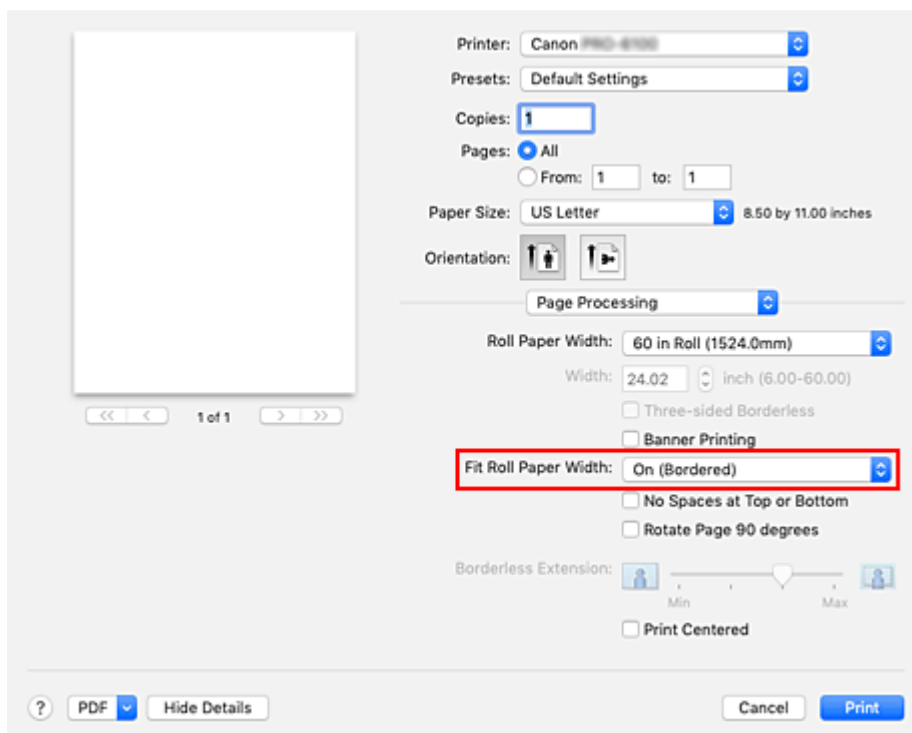 Printer: Canon
Presets: Default Settings
Copies: 1
Pages: All
From: 1 to: 1
Paper Size: US Letter 8.50 by 11.00 inches
Orientation:
Page Processing
Roll Paper Width: 60 in Roll (1524.0mm)
Width: 24.02 inch (6.00-60.00)
Three-sided Borderless
<< < 1 of 1 > >>
Banner Printing
Fit Roll Paper Width: On (Bordered)
No Spaces at Top or Bottom
Rotate Page 90 degrees
Borderless Extension:
Min Max
Print Centered
? PDF Hide Details Cancel Print